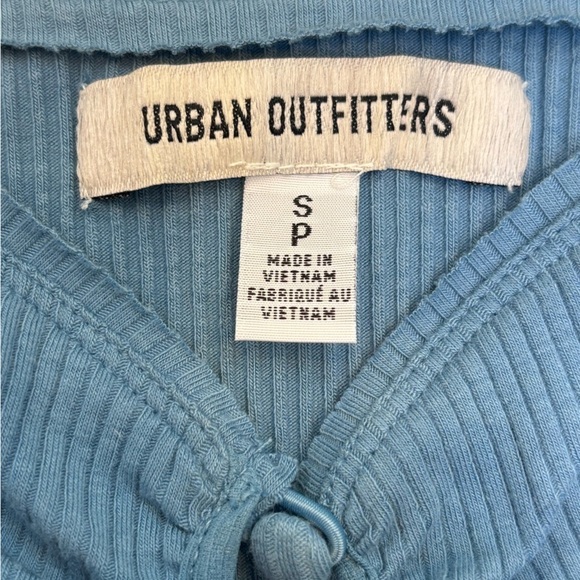 URBAN OUTFITTERS
S
P
MADE IN
VIETNAM
FABRIQUÉ AU
VIETNAM